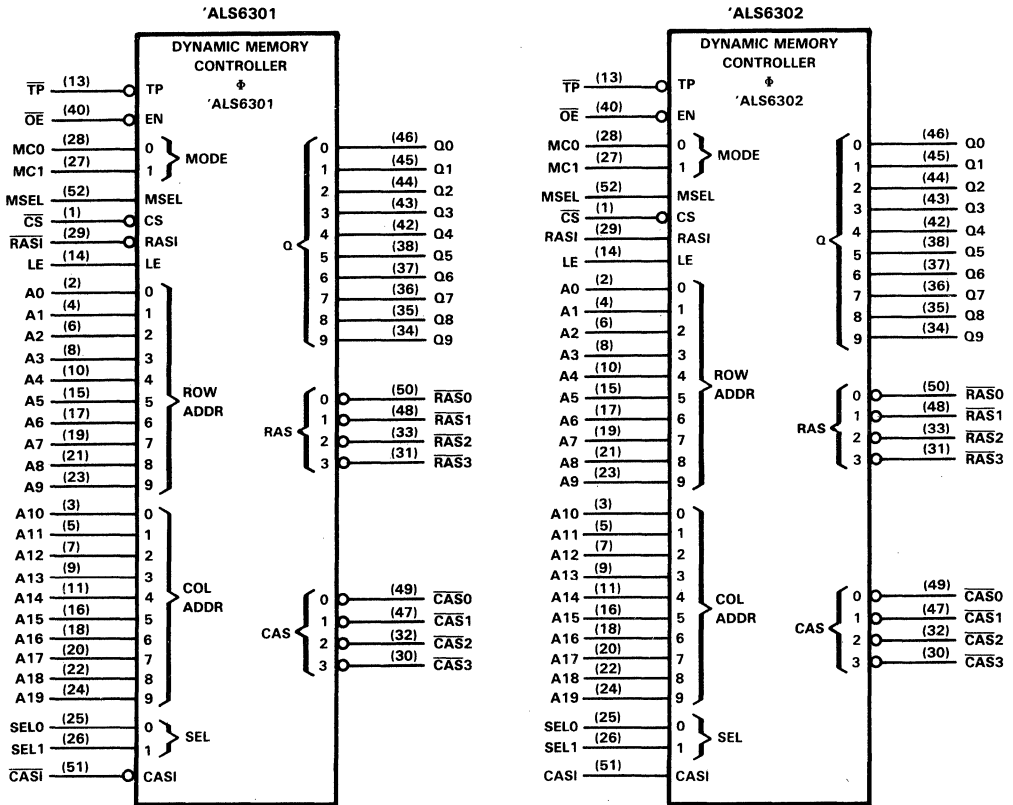 'ALS6301
DYNAMIC MEMORY
CONTROLLER
Φ
'ALS6301
TP (13) TP
OE (40) EN
MC0 (28) 0
MC1 (27) 1
MODE
MSEL (52) MSEL
CS (1) CS
RASI (29) RASI
LE (14) LE
A0 (2) 0
A1 (4) 1
A2 (6) 2
A3 (8) 3
A4 (10) 4
A5 (15) 5
A6 (17) 6
A7 (19) 7
A8 (21) 8
A9 (23) 9
ROW
ADDR
A10 (3) 0
A11 (5) 1
A12 (7) 2
A13 (9) 3
A14 (11) 4
A15 (16) 5
A16 (18) 6
A17 (20) 7
A18 (22) 8
A19 (24) 9
COL
ADDR
SEL0 (25) 0
SEL1 (26) 1
SEL
CASI (51) CASI
Q
0 (46) Q0
1 (45) Q1
2 (44) Q2
3 (43) Q3
4 (42) Q4
5 (38) Q5
6 (37) Q6
7 (36) Q7
8 (35) Q8
9 (34) Q9
RAS
0 (50) RAS0
1 (48) RAS1
2 (33) RAS2
3 (31) RAS3
CAS
0 (49) CAS0
1 (47) CAS1
2 (32) CAS2
3 (30) CAS3
'ALS6302
DYNAMIC MEMORY
CONTROLLER
Φ
'ALS6302
TP (13) TP
OE (40) EN
MC0 (28) 0
MC1 (27) 1
MODE
MSEL (52) MSEL
CS (1) CS
RASI (29) RASI
LE (14) LE
A0 (2) 0
A1 (4) 1
A2 (6) 2
A3 (8) 3
A4 (10) 4
A5 (15) 5
A6 (17) 6
A7 (19) 7
A8 (21) 8
A9 (23) 9
ROW
ADDR
A10 (3) 0
A11 (5) 1
A12 (7) 2
A13 (9) 3
A14 (11) 4
A15 (16) 5
A16 (18) 6
A17 (20) 7
A18 (22) 8
A19 (24) 9
COL
ADDR
SEL0 (25) 0
SEL1 (26) 1
SEL
CASI (51) CASI
Q
0 (46) Q0
1 (45) Q1
2 (44) Q2
3 (43) Q3
4 (42) Q4
5 (38) Q5
6 (37) Q6
7 (36) Q7
8 (35) Q8
9 (34) Q9
RAS
0 (50) RAS0
1 (48) RAS1
2 (33) RAS2
3 (31) RAS3
CAS
0 (49) CAS0
1 (47) CAS1
2 (32) CAS2
3 (30) CAS3